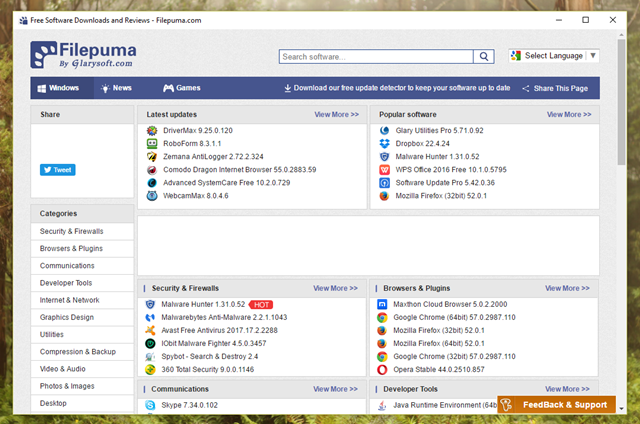 Free Software Downloads and Reviews - Filepuma.com
Filepuma
By Glarysoft.com
Search software...
Select Language
Windows
News
Games
Download our free update detector to keep your software up to date
Share This Page
Share
Tweet
Latest updates View More >>
DriverMax 9.25.0.120
RoboForm 8.3.1.1
Zemana AntiLogger 2.72.2.324
Comodo Dragon Internet Browser 55.0.2883.59
Advanced SystemCare Free 10.2.0.729
WebcamMax 8.0.4.6
Popular software View More >>
Glary Utilities Pro 5.71.0.92
Dropbox 22.4.24
Malware Hunter 1.31.0.52
WPS Office 2016 Free 10.1.0.5795
Software Update Pro 5.42.0.36
Mozilla Firefox (32bit) 52.0.1
Categories
Security & Firewalls
Browsers & Plugins
Communications
Developer Tools
Internet & Network
Graphics Design
Utilities
Compression & Backup
Video & Audio
Photos & Images
Desktop
Security & Firewalls View More >>
Malware Hunter 1.31.0.52 HOT
Malwarebytes Anti-Malware 2.2.1.1043
Avast Free Antivirus 2017.17.2.2288
IObit Malware Fighter 4.5.0.3457
Spybot - Search & Destroy 2.4
360 Total Security 9.0.0.1146
Browsers & Plugins View More >>
Maxthon Cloud Browser 5.0.2.2000
Google Chrome (64bit) 57.0.2987.110
Mozilla Firefox (32bit) 52.0.1
Mozilla Firefox (64bit) 52.0.1
Google Chrome (32bit) 57.0.2987.110
Opera Stable 44.0.2510.857
Communications View More >>
Skype 7.34.0.102
Developer Tools View More >>
Java Runtime Environment (64bit)
FeedBack & Support